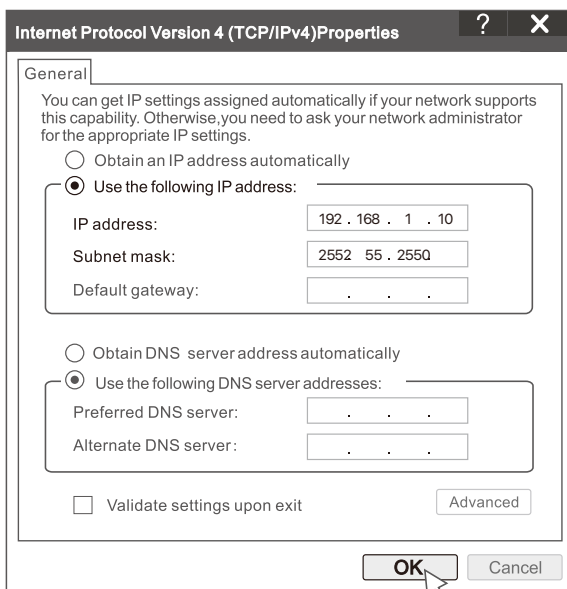 Internet Protocol Version 4 (TCP/IPv4)Properties ? X
General
You can get IP settings assigned automatically if your network supports
this capability. Otherwise,you need to ask your network administrator
for the appropriate IP settings.
Obtain an IP address automatically
Use the following IP address:
IP address: 192 . 168 . 1 . 10
Subnet mask: 2552 55 . 2550
Default gateway: . . .
Obtain DNS server address automatically
Use the following DNS server addresses:
Preferred DNS server: . . .
Alternate DNS server: . . .
Validate settings upon exit Advanced
OK Cancel